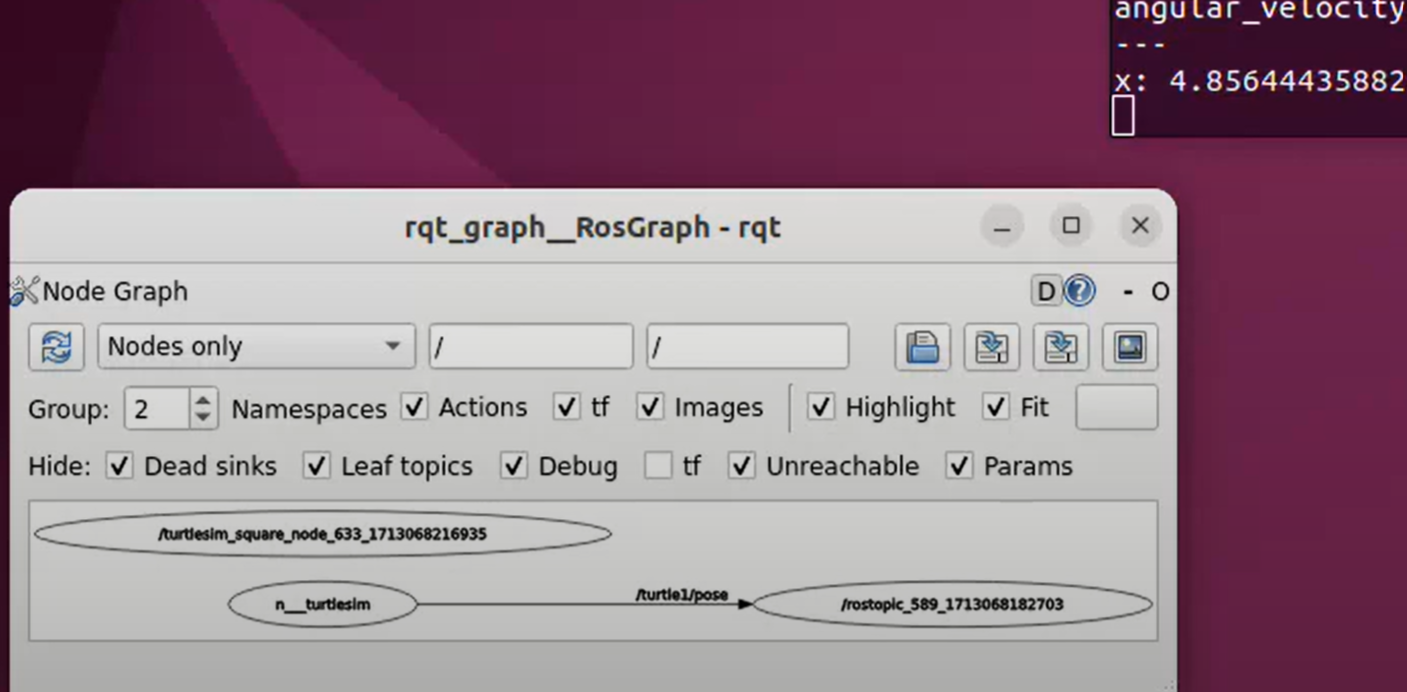 angular_velocity
---
x: 4.85644435882
rqt_graph__RosGraph - rqt
Node Graph D ? - O
Nodes only / /
Group: 2 Namespaces Actions tf Images Highlight Fit
Hide: Dead sinks Leaf topics Debug tf Unreachable Params
/turtlesim_square_node_633_1713068216935
n__turtlesim /turtle1/pose /rostopic_589_1713068182703